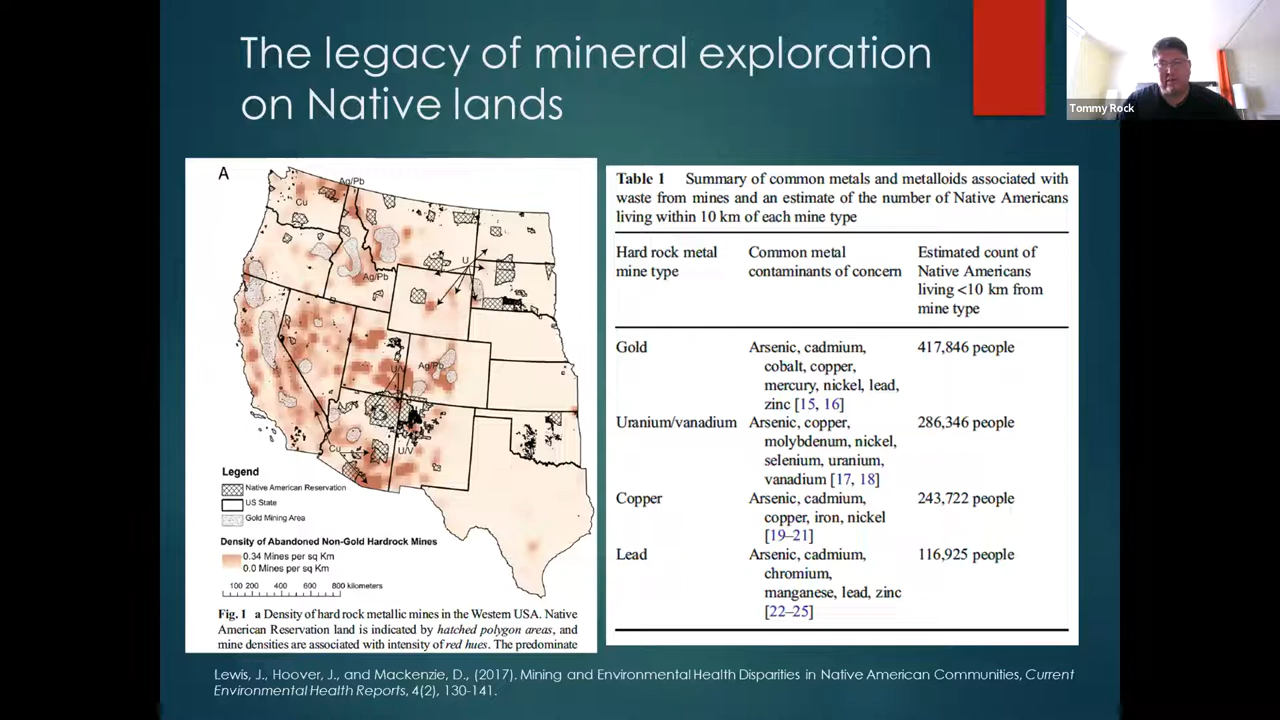 The legacy of mineral exploration
on Native lands
Tommy Rock
A
Ag/Pb
Cu
U
Ag/Pb
U/V
Ag/Pb
Cu
U/V
Legend
Native American Reservation
US State
Gold Mining Area
Density of Abandoned Non-Gold Hardrock Mines
0.34 Mines per sq Km
0.0 Mines per sq Km
100 200 400 600 800 kilometers
Fig. 1 a Density of hard rock metallic mines in the Western USA. Native
American Reservation land is indicated by hatched polygon areas, and
mine densities are associated with intensity of red hues. The predominate
Table 1 Summary of common metals and metalloids associated with
waste from mines and an estimate of the number of Native Americans
living within 10 km of each mine type
Hard rock metal
mine type
Common metal
contaminants of concern
Estimated count of
Native Americans
living <10 km from
mine type
Gold
Arsenic, cadmium,
cobalt, copper,
mercury, nickel, lead,
zinc [15, 16]
417,846 people
Uranium/vanadium
Arsenic, copper,
molybdenum, nickel,
selenium, uranium,
vanadium [17, 18]
286,346 people
Copper
Arsenic, cadmium,
copper, iron, nickel
[19–21]
243,722 people
Lead
Arsenic, cadmium,
chromium,
manganese, lead, zinc
[22–25]
116,925 people
Lewis, J., Hoover, J., and Mackenzie, D., (2017). Mining and Environmental Health Disparities in Native American Communities, Current
Environmental Health Reports, 4(2), 130-141.